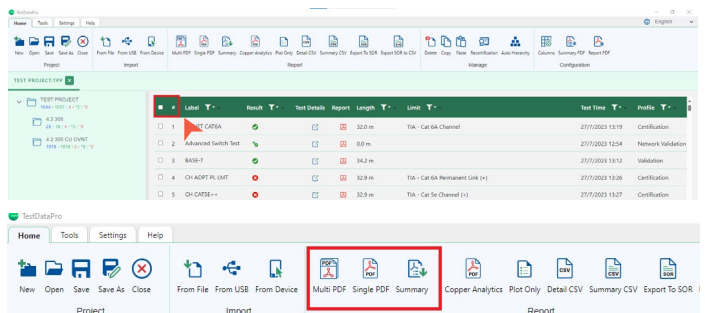 TestDataPro
Home Tools Settings Help English
New Open Save Save As Close From File From USB From Device Multi PDF Single PDF Summary Copper Analytics Plot Only Detail CSV Summary CSV Export To SOR Export SOR to CSV Delete Copy Paste Recertification Auto Hierarchy Columns Summary PDF Report PDF
Project Import Report Manage Configuration
TEST PROJECT.TPP
TEST PROJECT
4.3.305
4.3.305 CU OVNT
# Label Result Test Details Report Length Limit Test Time Profile
1 CAT6A 32.0 m TIA - Cat 6A Channel 27/7/2023 13:19 Certification
2 Advanced Switch Test 0.0 m 27/7/2023 12:54 Network Validation
3 BASE-T 34.2 m 27/7/2023 13:12 Validation
4 CH ADPT PL LMT 32.9 m TIA - Cat 6A Permanent Link (+) 27/7/2023 13:26 Certification
5 CH CAT5E++ 32.9 m TIA - Cat 5e Channel (+) 27/7/2023 13:27 Certification
TestDataPro
Home Tools Settings Help
PDF PDF PDF CSV CSV SOR
New Open Save Save As Close From File From USB From Device Multi PDF Single PDF Summary Copper Analytics Plot Only Detail CSV Summary CSV Export To SOR
Project Import Report